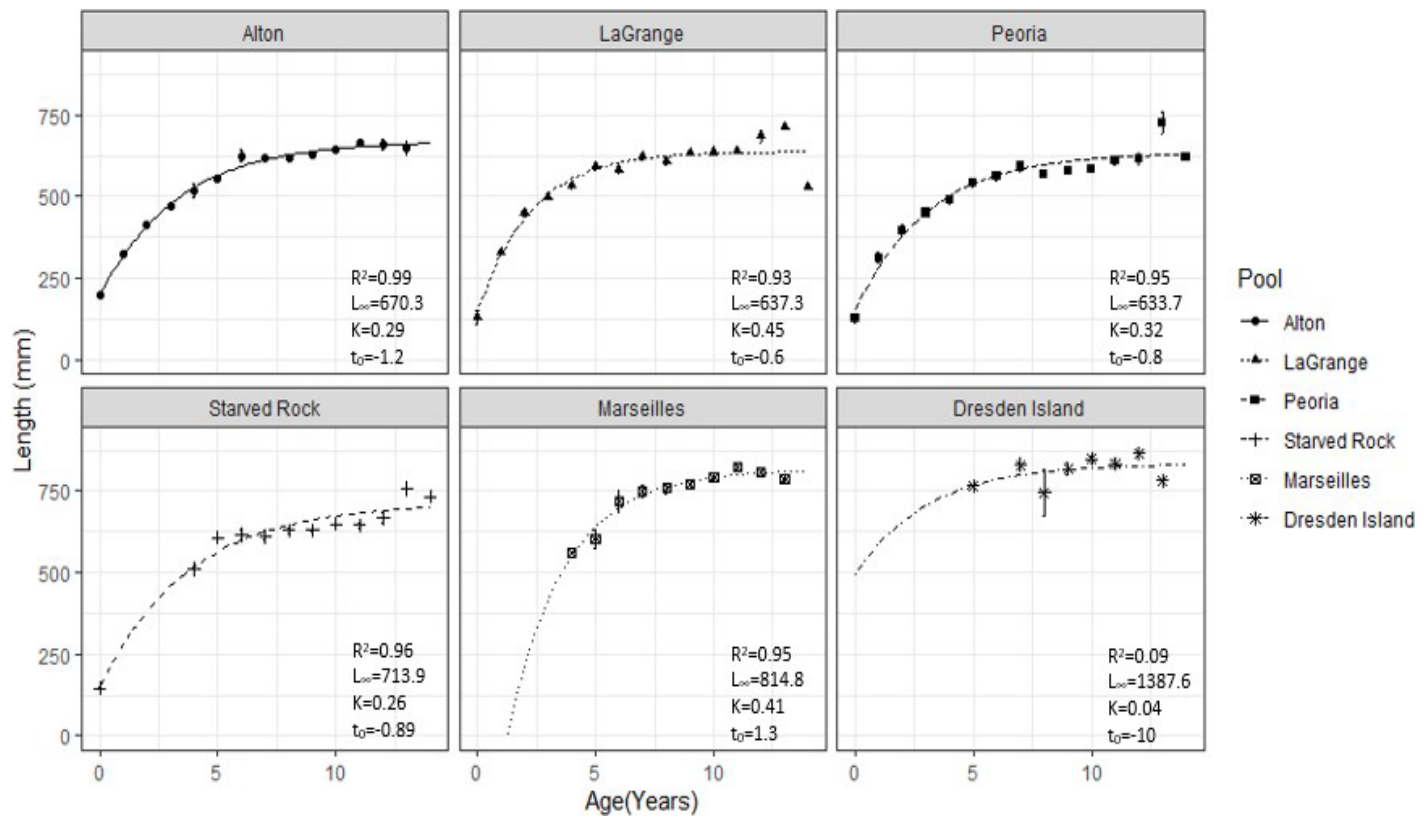 Alton
LaGrange
Peoria
750
500
250
0
R²=0.99
L∞=670.3
K=0.29
t₀=-1.2
R²=0.93
L∞=637.3
K=0.45
t₀=-0.6
R²=0.95
L∞=633.7
K=0.32
t₀=-0.8
Starved Rock
Marseilles
Dresden Island
750
500
250
0
R²=0.96
L∞=713.9
K=0.26
t₀=-0.89
R²=0.95
L∞=814.8
K=0.41
t₀=1.3
R²=0.09
L∞=1387.6
K=0.04
t₀=-10
0 5 10
0 5 10
0 5 10
Length (mm)
Age(Years)
Pool
Alton
LaGrange
Peoria
Starved Rock
Marseilles
Dresden Island